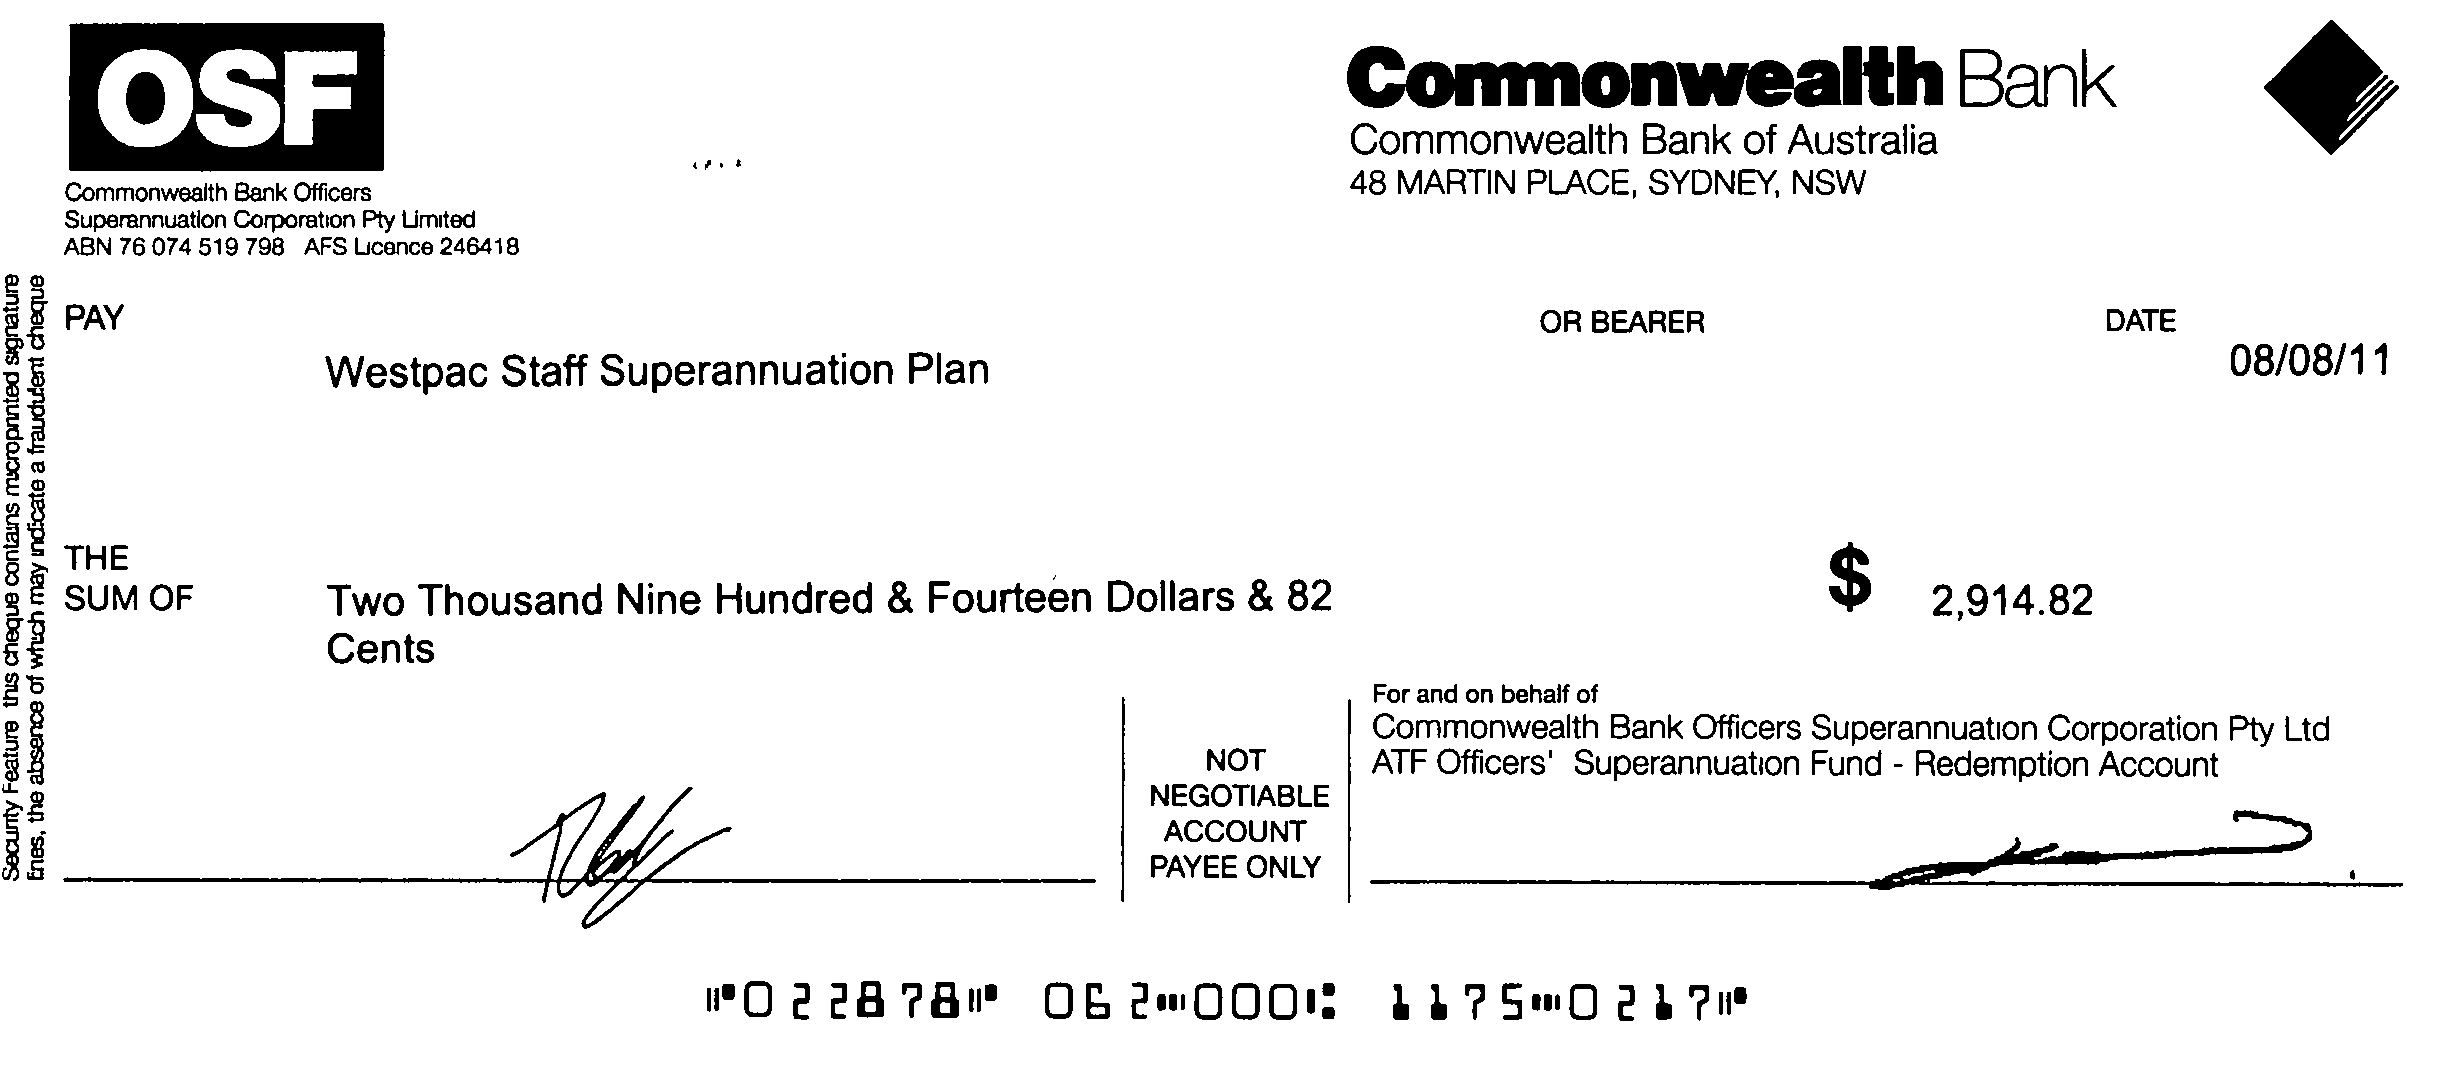 OSF
Commonwealth Bank Officers
Superannuation Corporation Pty Limited
ABN 76 074 519 798 AFS Licence 246418
Commonwealth Bank
Commonwealth Bank of Australia
48 MARTIN PLACE, SYDNEY, NSW
Security Feature this cheque contains microprinted signature
lines, the absence of which may indicate a fraudulent cheque
PAY
OR BEARER
DATE
Westpac Staff Superannuation Plan
08/08/11
THE
SUM OF
Two Thousand Nine Hundred & Fourteen Dollars & 82
Cents
$ 2,914.82
NOT
NEGOTIABLE
ACCOUNT
PAYEE ONLY
For and on behalf of
Commonwealth Bank Officers Superannuation Corporation Pty Ltd
ATF Officers' Superannuation Fund - Redemption Account
⑈022878⑈ 062⑉000⑆ 1175⑉0217⑈